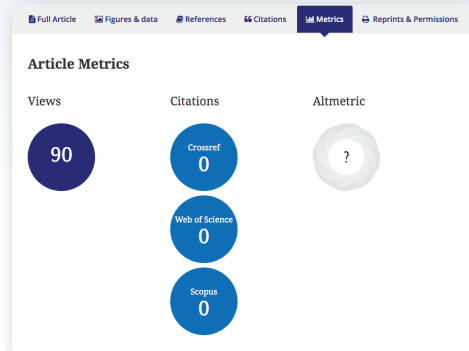 Full Article Figures & data References Citations Metrics Reprints & Permissions
Article Metrics
Views Citations Altmetric
90
Crossref
0
?
Web of Science
0
Scopus
0